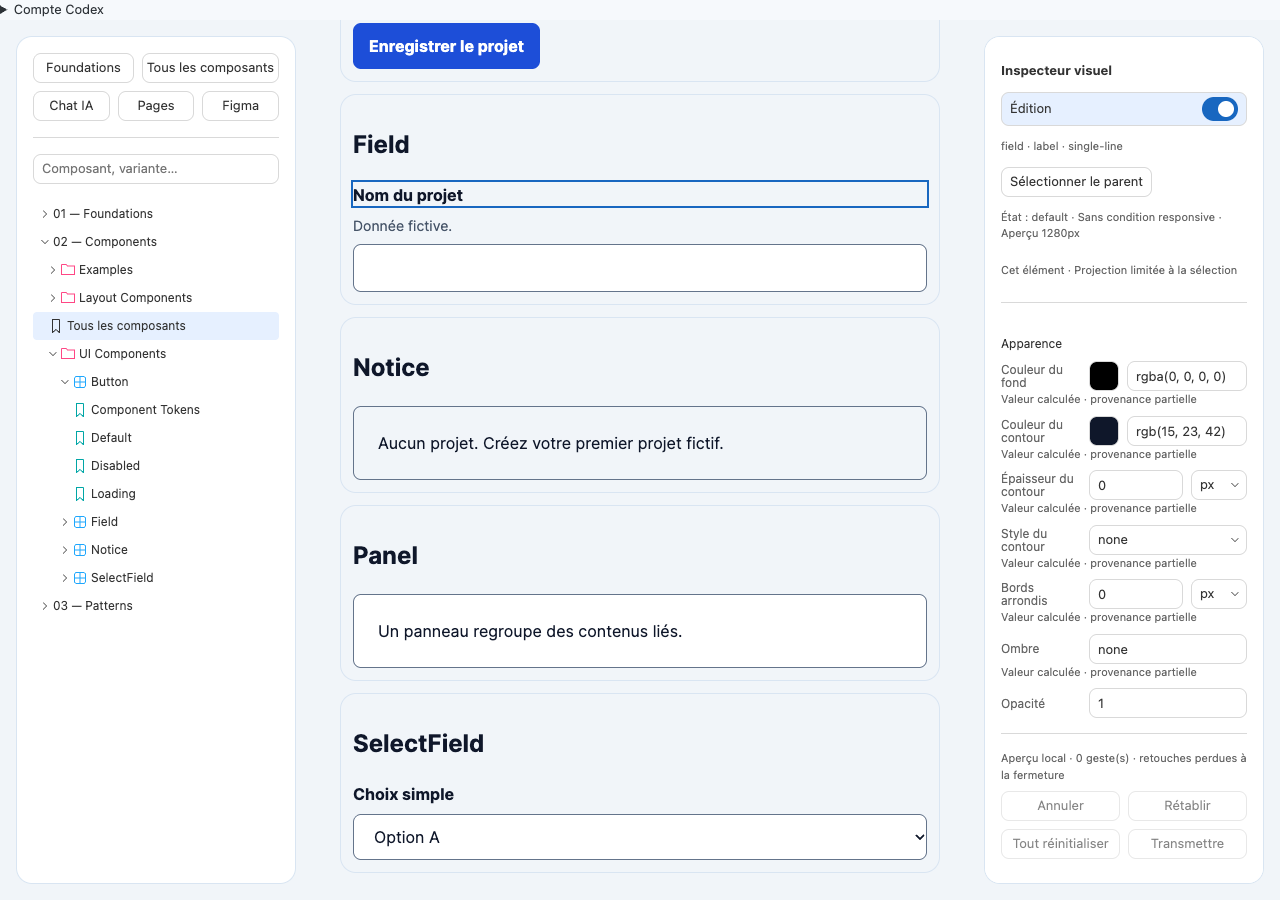 Compte Codex
Foundations
Tous les composants
Chat IA
Pages
Figma
Composant, variante...
01 — Foundations
02 — Components
Examples
Layout Components
Tous les composants
UI Components
Button
Component Tokens
Default
Disabled
Loading
Field
Notice
SelectField
03 — Patterns
Enregistrer le projet
Field
Nom du projet
Donnée fictive.
Notice
Aucun projet. Créez votre premier projet fictif.
Panel
Un panneau regroupe des contenus liés.
SelectField
Choix simple
Option A
Inspecteur visuel
Édition
field · label · single-line
Sélectionner le parent
État : default · Sans condition responsive ·
Aperçu 1280px
Cet élément · Projection limitée à la sélection
Apparence
Couleur du
fond
rgba(0, 0, 0, 0)
Valeur calculée · provenance partielle
Couleur du
contour
rgb(15, 23, 42)
Valeur calculée · provenance partielle
Épaisseur du
contour
0
px
Valeur calculée · provenance partielle
Style du
contour
none
Valeur calculée · provenance partielle
Bords
arrondis
0
px
Valeur calculée · provenance partielle
Ombre
none
Valeur calculée · provenance partielle
Opacité
1
Aperçu local · 0 geste(s) · retouches perdues à
la fermeture
Annuler
Rétablir
Tout réinitialiser
Transmettre